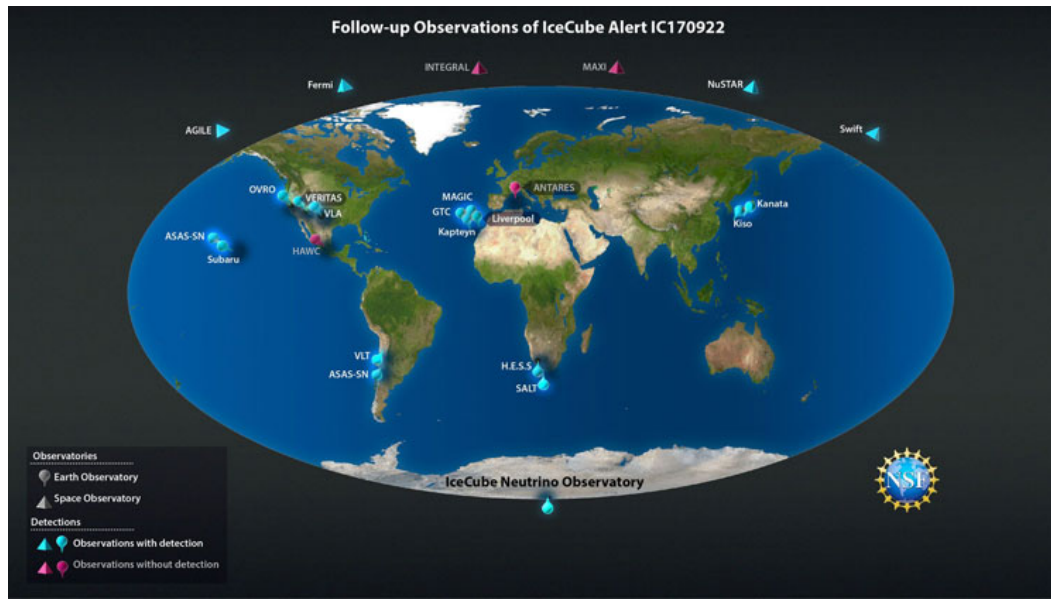 Follow-up Observations of IceCube Alert IC170922
INTEGRAL
MAXI
Fermi
NuSTAR
AGILE
Swift
OVRO
VERITAS
VLA
MAGIC
ANTARES
GTC
Liverpool
Kapteyn
Kanata
Kiso
ASAS-SN
Subaru
HAWC
VLT
ASAS-SN
H.E.S.S
SALT
IceCube Neutrino Observatory
Observatories
Earth Observatory
Space Observatory
Detections
Observations with detection
Observations without detection
NSF